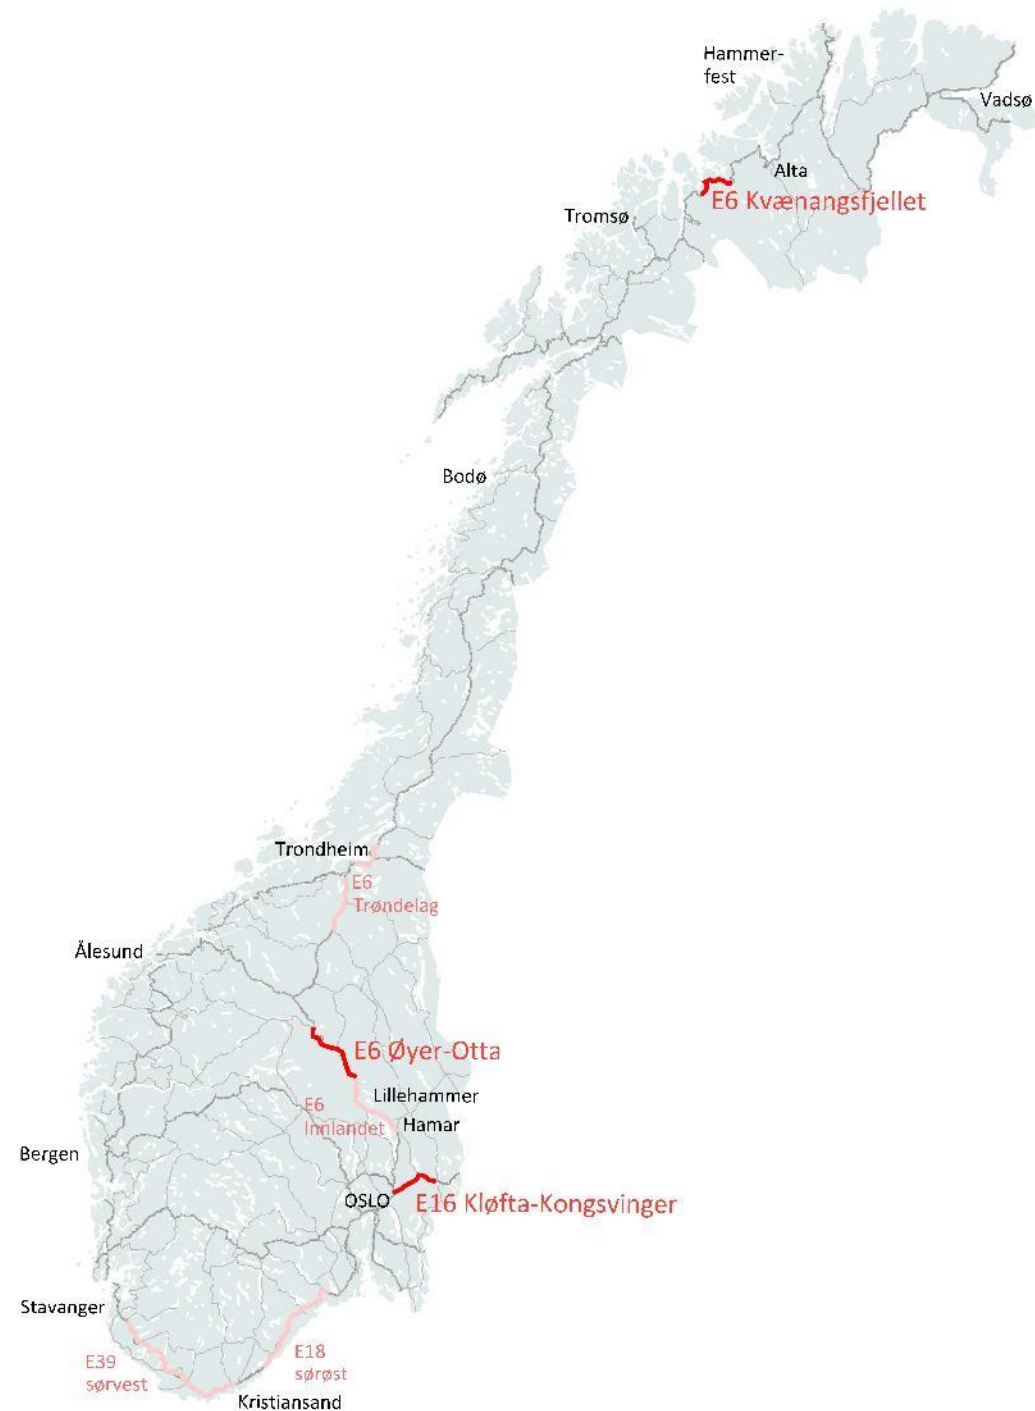 Hammer-
fest
Vadsø
Alta
E6 Kvænangsfjellet
Tromsø
Bodø
Trondheim
E6
Trøndelag
Ålesund
E6 Øyer-Otta
Lillehammer
E6
Innlandet
Hamar
Bergen
OSLO
E16 Kløfta-Kongsvinger
Stavanger
E18
sørøst
E39
sørvest
Kristiansand